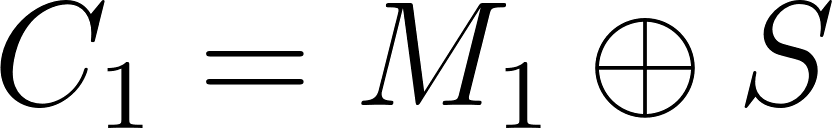 C₁ = M₁ ⊕ S